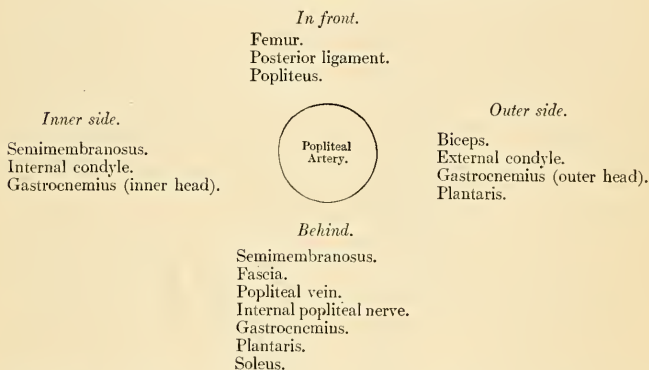 In front.
Femur.
Posterior ligament.
Popliteus.
Inner side.
Semimembranosus.
Internal condyle.
Gastrocnemius (inner head).
Popliteal
Artery.
Outer side.
Biceps.
External condyle.
Gastrocnemius (outer head).
Plantaris.
Behind.
Semimembranosus.
Fascia.
Popliteal vein.
Internal popliteal nerve.
Gastrocnemius.
Plantaris.
Soleus.